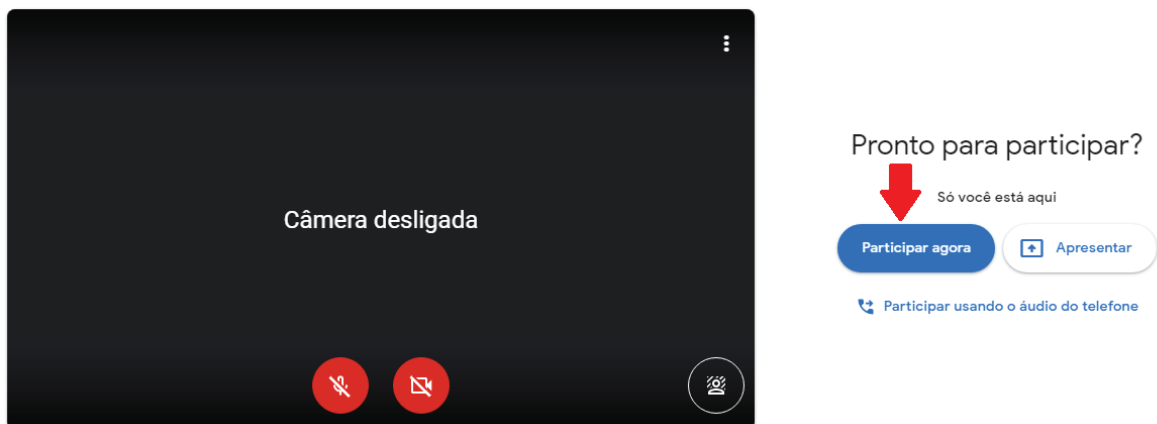 Câmera desligada
Pronto para participar?
Só você está aqui
Participar agora
Apresentar
Participar usando o áudio do telefone